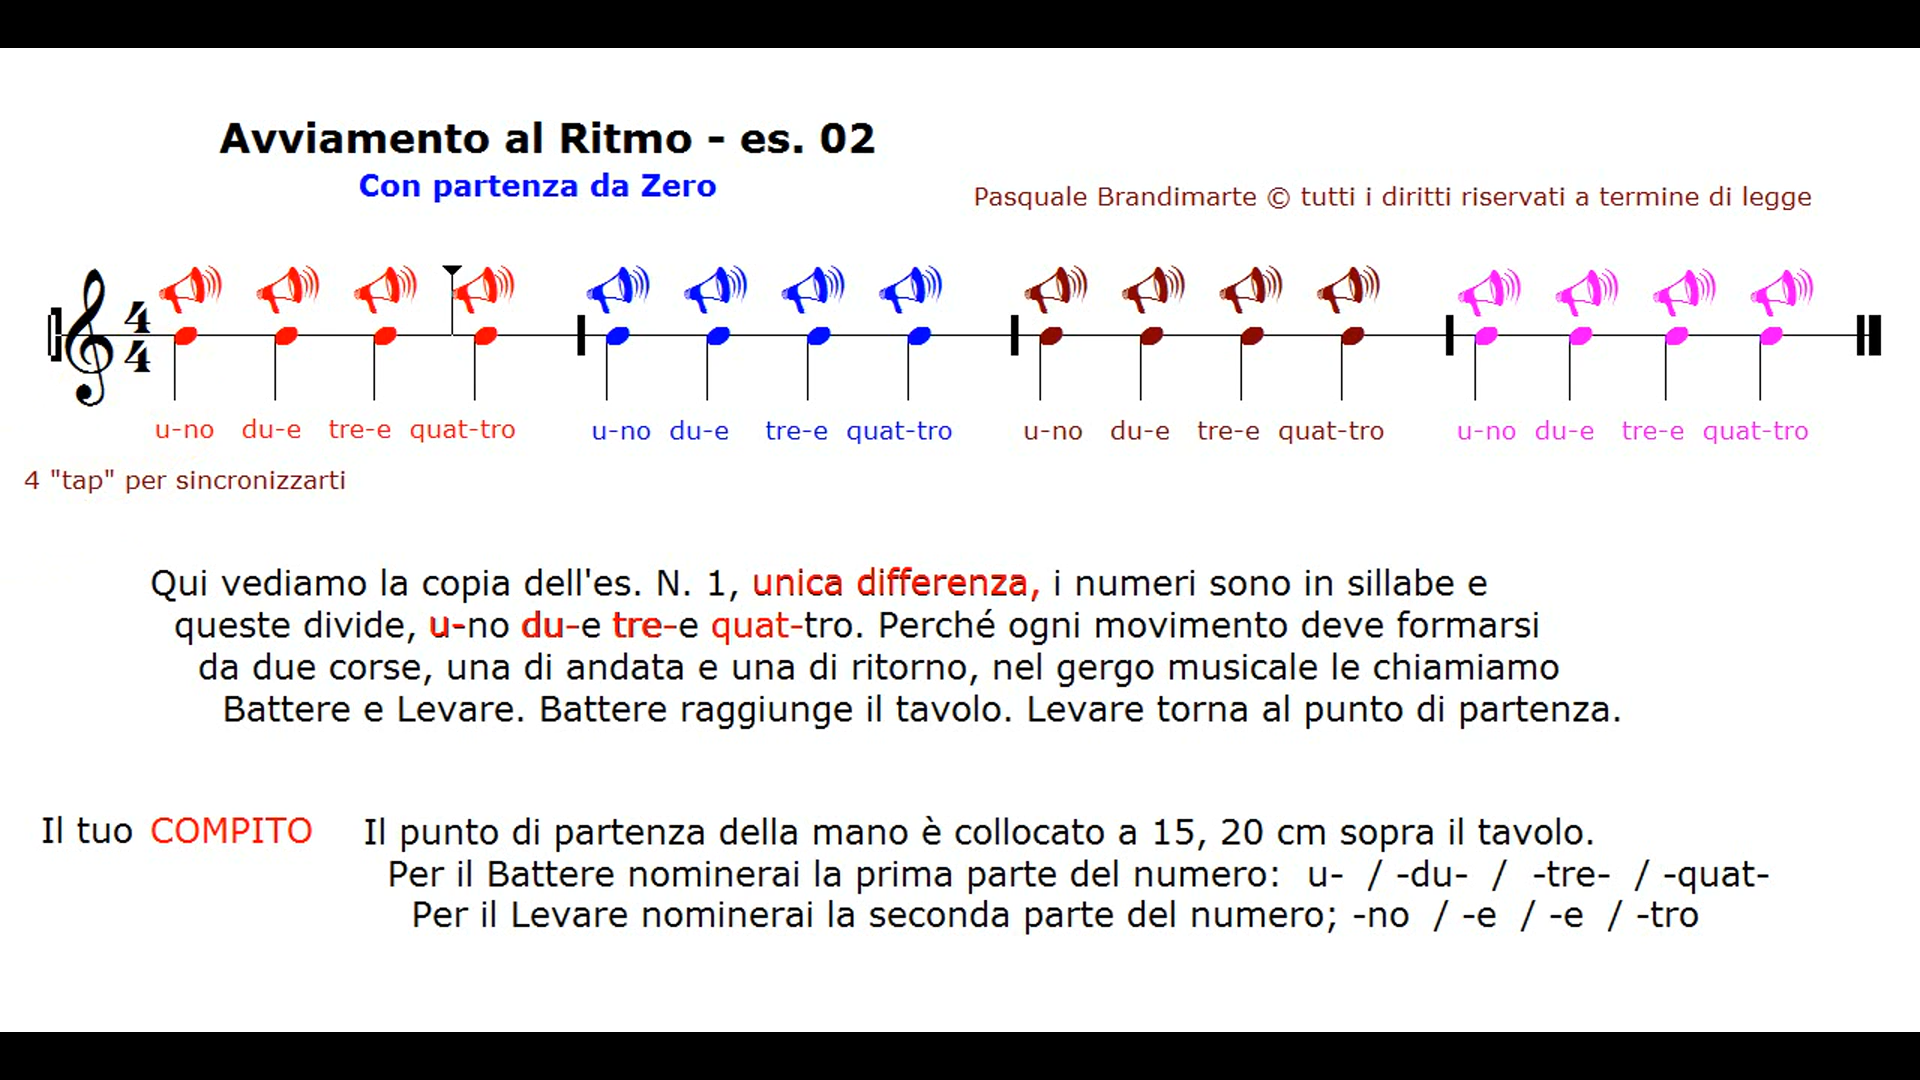 Avviamento al Ritmo - es. 02
Con partenza da Zero
Pasquale Brandimarte © tutti i diritti riservati a termine di legge
4
4
u-no du-e tre-e quat-tro u-no du-e tre-e quat-tro u-no du-e tre-e quat-tro u-no du-e tre-e quat-tro
4 "tap" per sincronizzarti
Qui vediamo la copia dell'es. N. 1, unica differenza, i numeri sono in sillabe e
queste divide, u-no du-e tre-e quat-tro. Perché ogni movimento deve formarsi
da due corse, una di andata e una di ritorno, nel gergo musicale le chiamiamo
Battere e Levare. Battere raggiunge il tavolo. Levare torna al punto di partenza.
Il tuo COMPITO Il punto di partenza della mano è collocato a 15, 20 cm sopra il tavolo.
Per il Battere nominerai la prima parte del numero: u- / -du- / -tre- / -quat-
Per il Levare nominerai la seconda parte del numero; -no / -e / -e / -tro